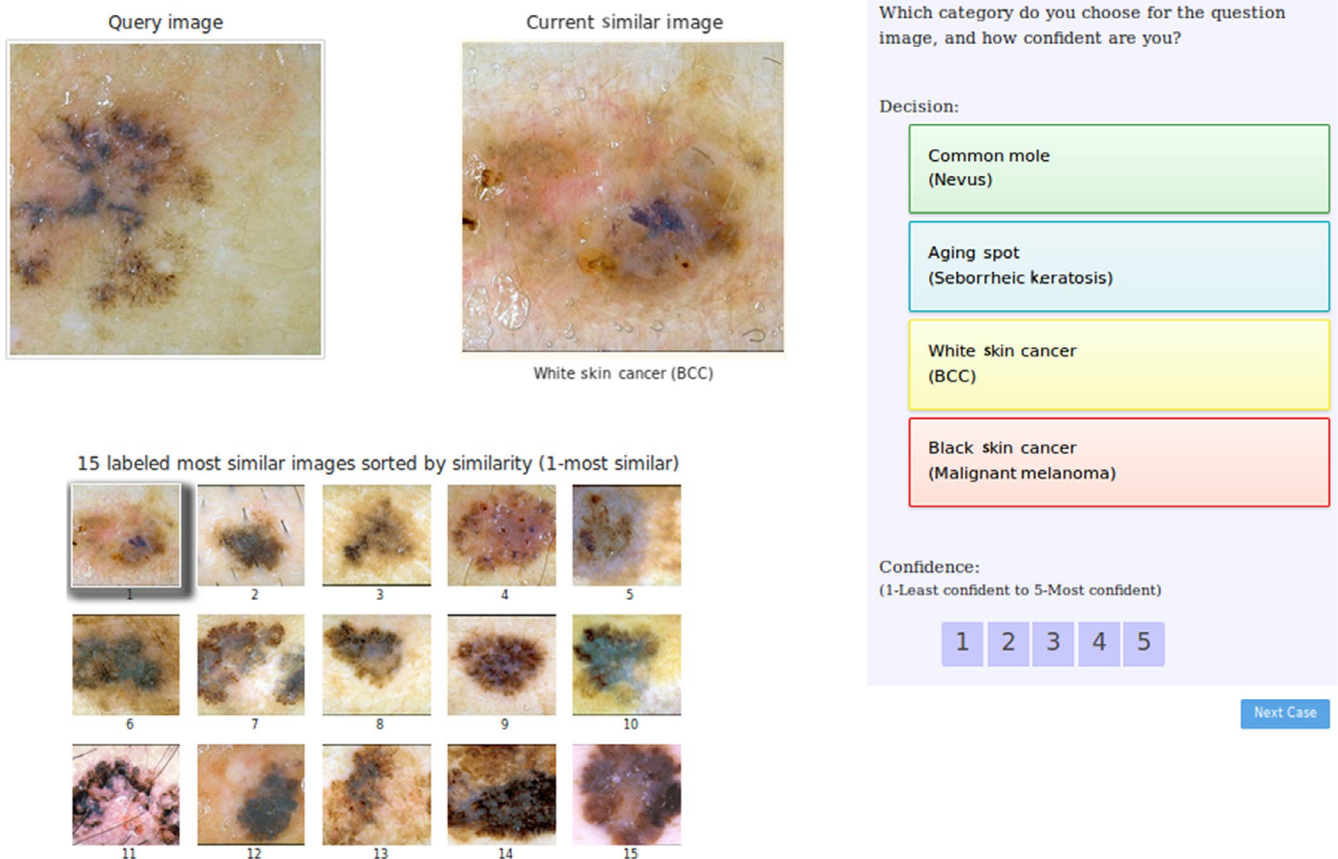 Query image
Current similar image
White skin cancer (BCC)
15 labeled most similar images sorted by similarity (1-most similar)
1
2
3
4
5
6
7
8
9
10
11
12
13
14
15
Which category do you choose for the question
image, and how confident are you?
Decision:
Common mole
(Nevus)
Aging spot
(Seborrheic keratosis)
White skin cancer
(BCC)
Black skin cancer
(Malignant melanoma)
Confidence:
(1-Least confident to 5-Most confident)
1 2 3 4 5
Next Case